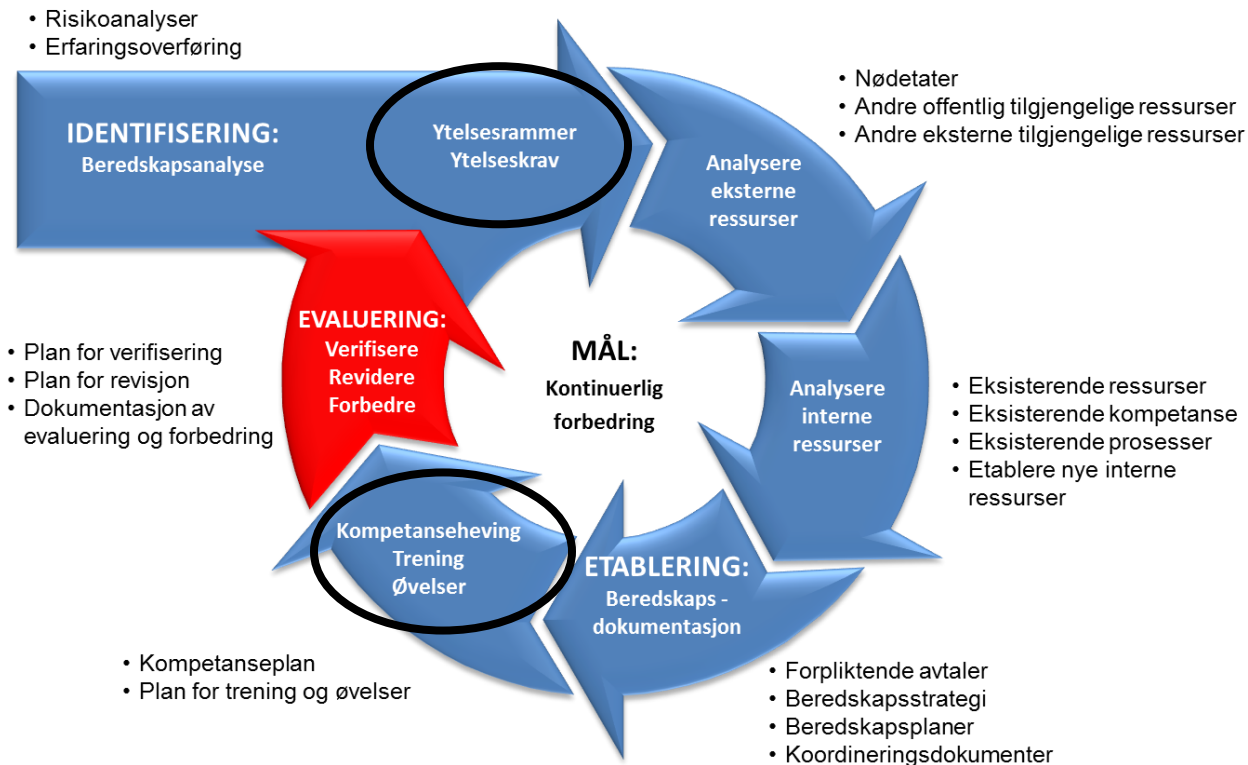 • Risikoanalyser
• Erfaringsoverføring
IDENTIFISERING:
Beredskapsanalyse
Ytelsesrammer
Ytelseskrav
Analysere
eksterne
ressurser
• Nødetater
• Andre offentlig tilgjengelige ressurser
• Andre eksterne tilgjengelige ressurser
Analysere
interne
ressurser
• Eksisterende ressurser
• Eksisterende kompetanse
• Eksisterende prosesser
• Etablere nye interne
ressurser
ETABLERING:
Beredskaps -
dokumentasjon
• Forpliktende avtaler
• Beredskapsstrategi
• Beredskapsplaner
• Koordineringsdokumenter
Kompetanseheving
Trening
Øvelser
• Kompetanseplan
• Plan for trening og øvelser
EVALUERING:
Verifisere
Revidere
Forbedre
• Plan for verifisering
• Plan for revisjon
• Dokumentasjon av
evaluering og forbedring
MÅL:
Kontinuerlig
forbedring